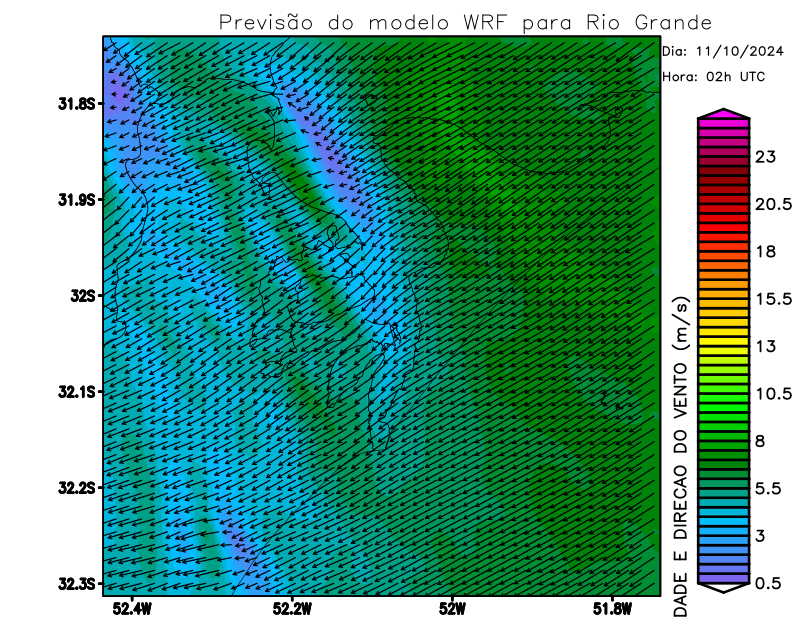 Previsão do modelo WRF para Rio Grande
Dia: 11/10/2024
Hora: 02h UTC
31.8S
31.9S
32S
32.1S
32.2S
32.3S
52.4W
52.2W
52W
51.8W
23
20.5
18
15.5
13
10.5
8
5.5
3
0.5
DADE E DIRECAO DO VENTO (m/s)